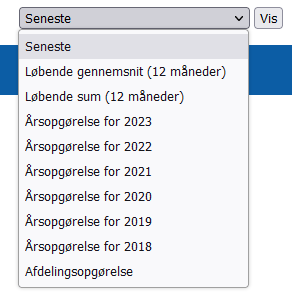 Seneste Vis
Seneste
Løbende gennemsnit (12 måneder)
Løbende sum (12 måneder)
Årsopgørelse for 2023
Årsopgørelse for 2022
Årsopgørelse for 2021
Årsopgørelse for 2020
Årsopgørelse for 2019
Årsopgørelse for 2018
Afdelingsopgørelse